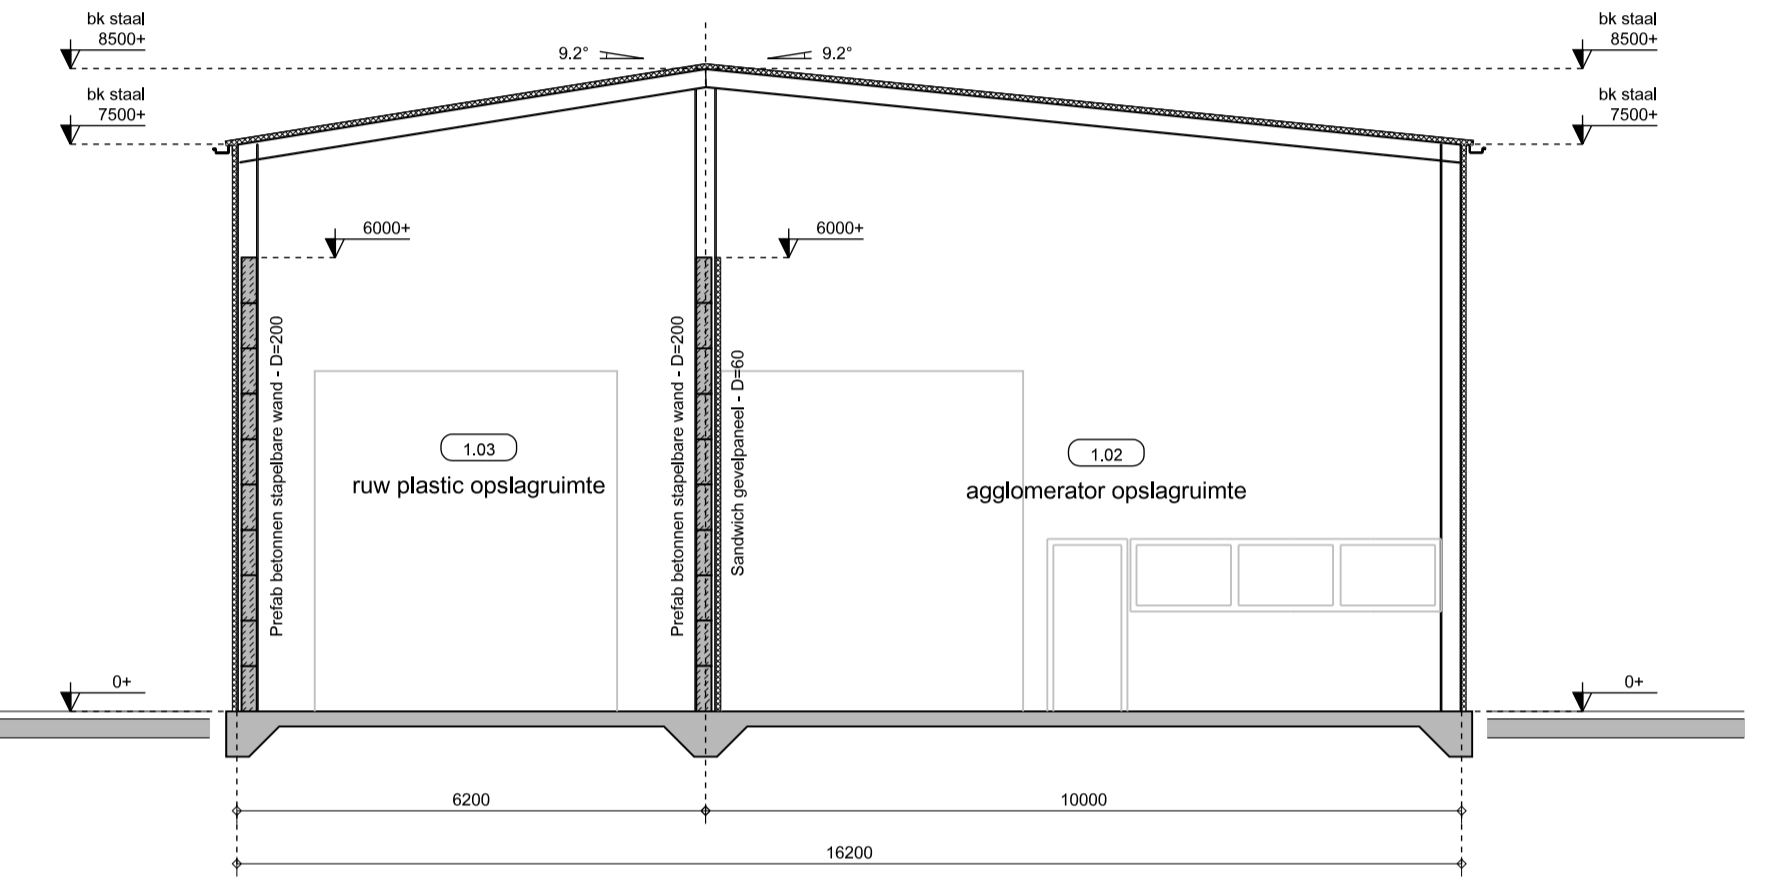 bk staal
8500+
9.2°
9.2°
bk staal
8500+
bk staal
7500+
bk staal
7500+
6000+
6000+
Prefab betonnen stapelbare wand - D=200
Prefab betonnen stapelbare wand - D=200
Sandwich gevelpaneel - D=60
1.03
ruw plastic opslagruimte
1.02
agglomerator opslagruimte
0+
0+
6200
10000
16200